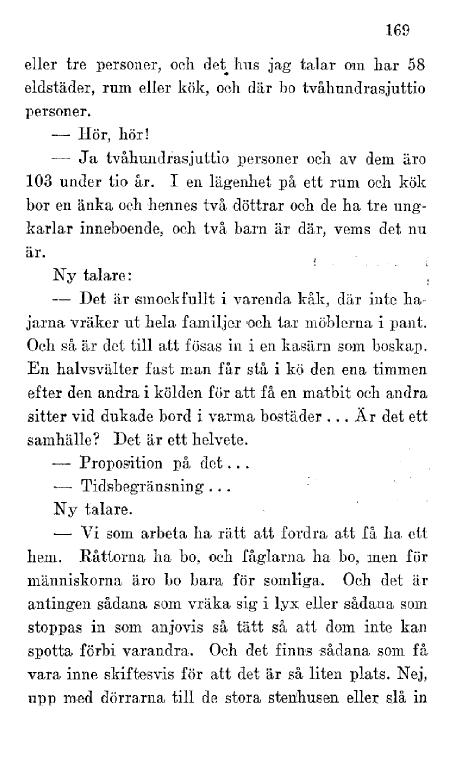 169
eller tre personer, och det hus jag talar om har 58
eldstäder, rum eller kök, och där bo tvåhundrasjuttio
personer.
— Hör, hör!
— Ja tvåhundrasjuttio personer och av dem äro
103 under tio år. I en lägenhet på ett rum och kök
bor en änka och hennes två döttrar och de ha tre ung-
karlar inneboende, och två barn är där, vems det nu
är.
Ny talare:
— Det är smockfullt i varenda kåk, där inte ha-
jarna vräker ut hela familjer och tar möblerna i pant.
Och så är det till att fösas in i en kasärn som boskap.
En halvsvälter fast man får stå i kö den ena timmen
efter den andra i kölden för att få en matbit och andra
sitter vid dukade bord i varma bostäder ... Är det ett
samhälle? Det är ett helvete.
— Proposition på det ...
— Tidsbegränsning ...
Ny talare.
— Vi som arbeta ha rätt att fordra att få ha ett
hem. Råttorna ha bo, och fåglarna ha bo, men för
människorna äro bo bara för somliga. Och det är
antingen sådana som vräka sig i lyx eller sådana som
stoppas in som anjovis så tätt så att dom inte kan
spotta förbi varandra. Och det finns sådana som få
vara inne skiftesvis för att det är så liten plats. Nej,
upp med dörrarna till de stora stenhusen eller slå in